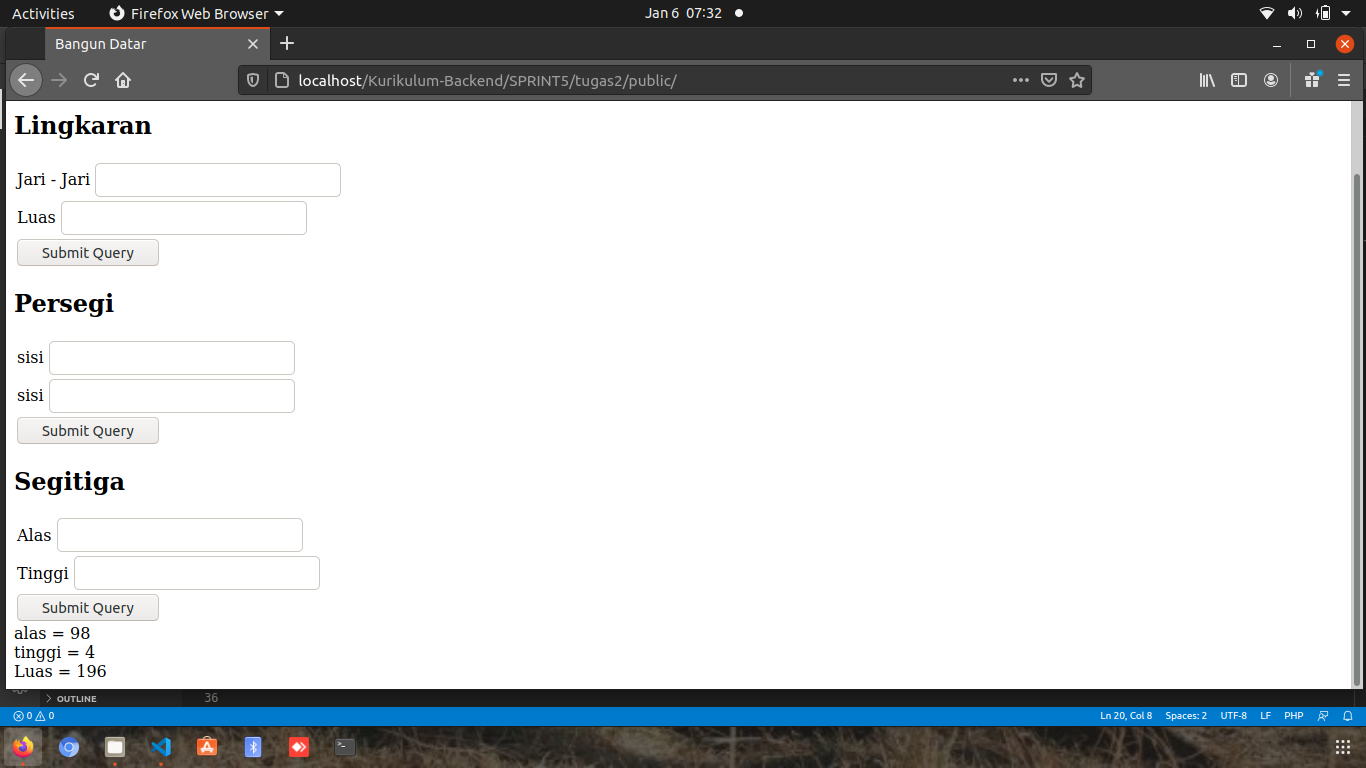 Activities Firefox Web Browser Jan 6 07:32
Bangun Datar
localhost/Kurikulum-Backend/SPRINT5/tugas2/public/
Lingkaran
Jari - Jari
Luas
Submit Query
Persegi
sisi
sisi
Submit Query
Segitiga
Alas
Tinggi
Submit Query
alas = 98
tinggi = 4
Luas = 196
OUTLINE 36
0 0 Ln 20, Col 8 Spaces: 2 UTF-8 LF PHP